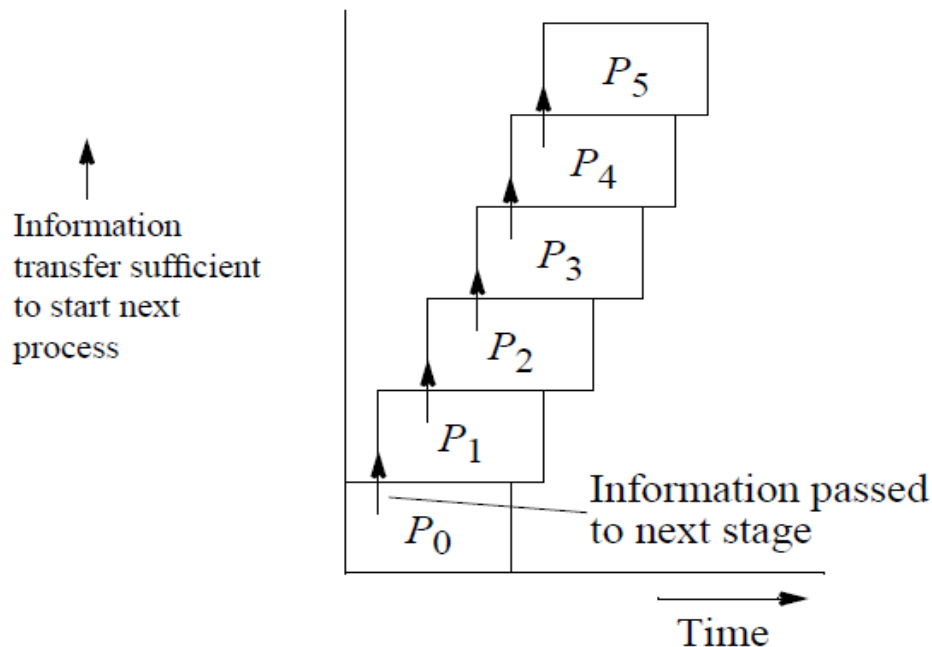 P5
P4
Information
transfer sufficient
to start next
process
P3
P2
P1
Information passed
to next stage
P0
Time